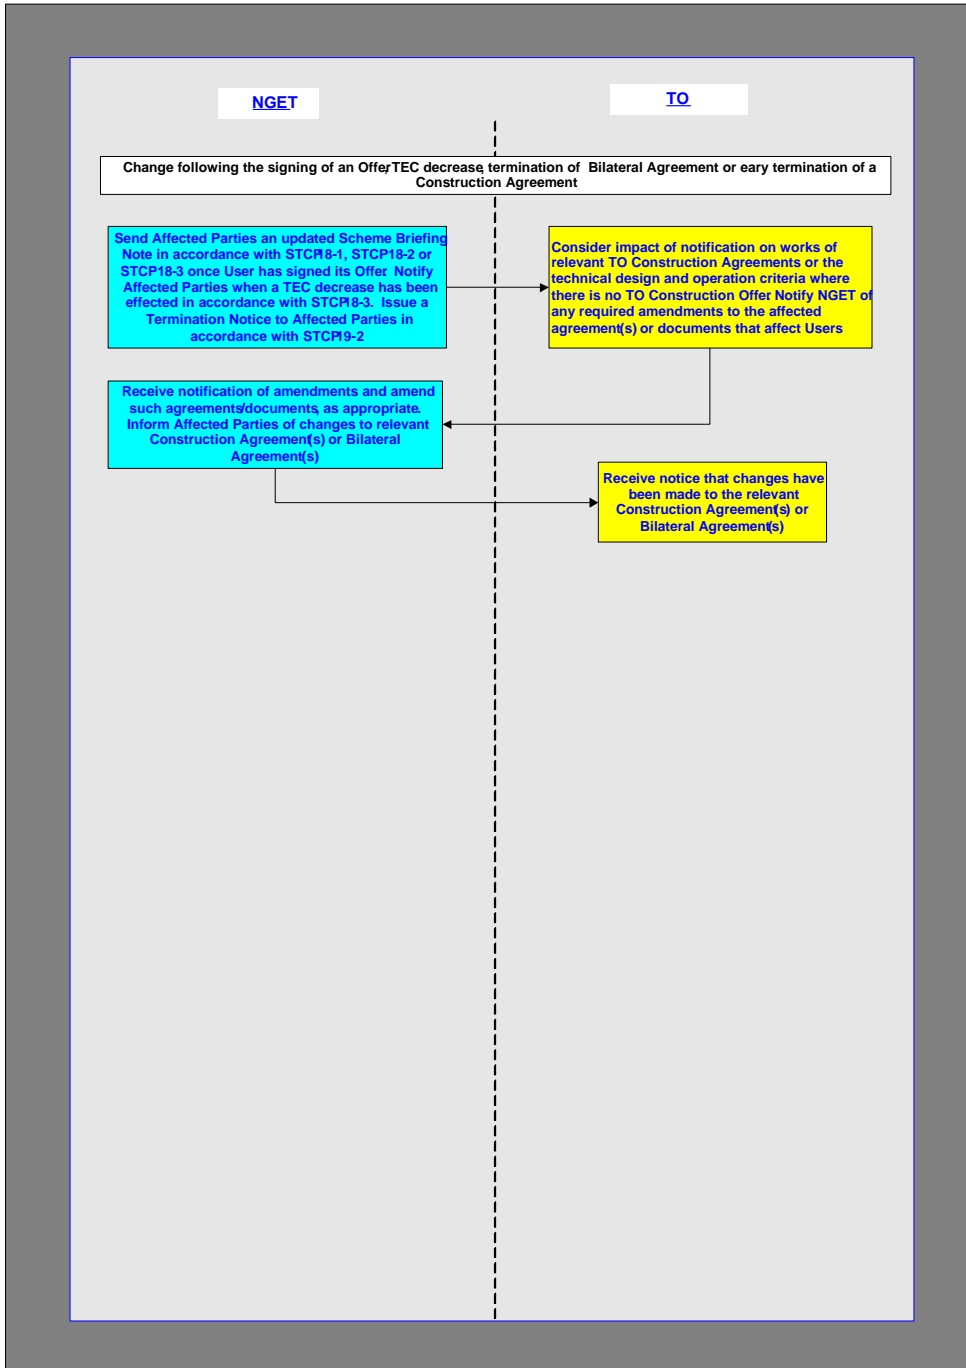 NGET
TO
Change following the signing of an Offer, TEC decrease, termination of Bilateral Agreement or eary termination of a
Construction Agreement
Send Affected Parties an updated Scheme Briefing
Note in accordance with STCP18-1, STCP18-2 or
STCP18-3 once User has signed its Offer. Notify
Affected Parties when a TEC decrease has been
effected in accordance with STCP18-3. Issue a
Termination Notice to Affected Parties in
accordance with STCP19-2
Consider impact of notification on works of
relevant TO Construction Agreements or the
technical design and operation criteria where
there is no TO Construction Offer. Notify NGET of
any required amendments to the affected
agreement(s) or documents that affect Users
Receive notification of amendments and amend
such agreements/documents, as appropriate.
Inform Affected Parties of changes to relevant
Construction Agreement(s) or Bilateral
Agreement(s)
Receive notice that changes have
been made to the relevant
Construction Agreement(s) or
Bilateral Agreement(s)